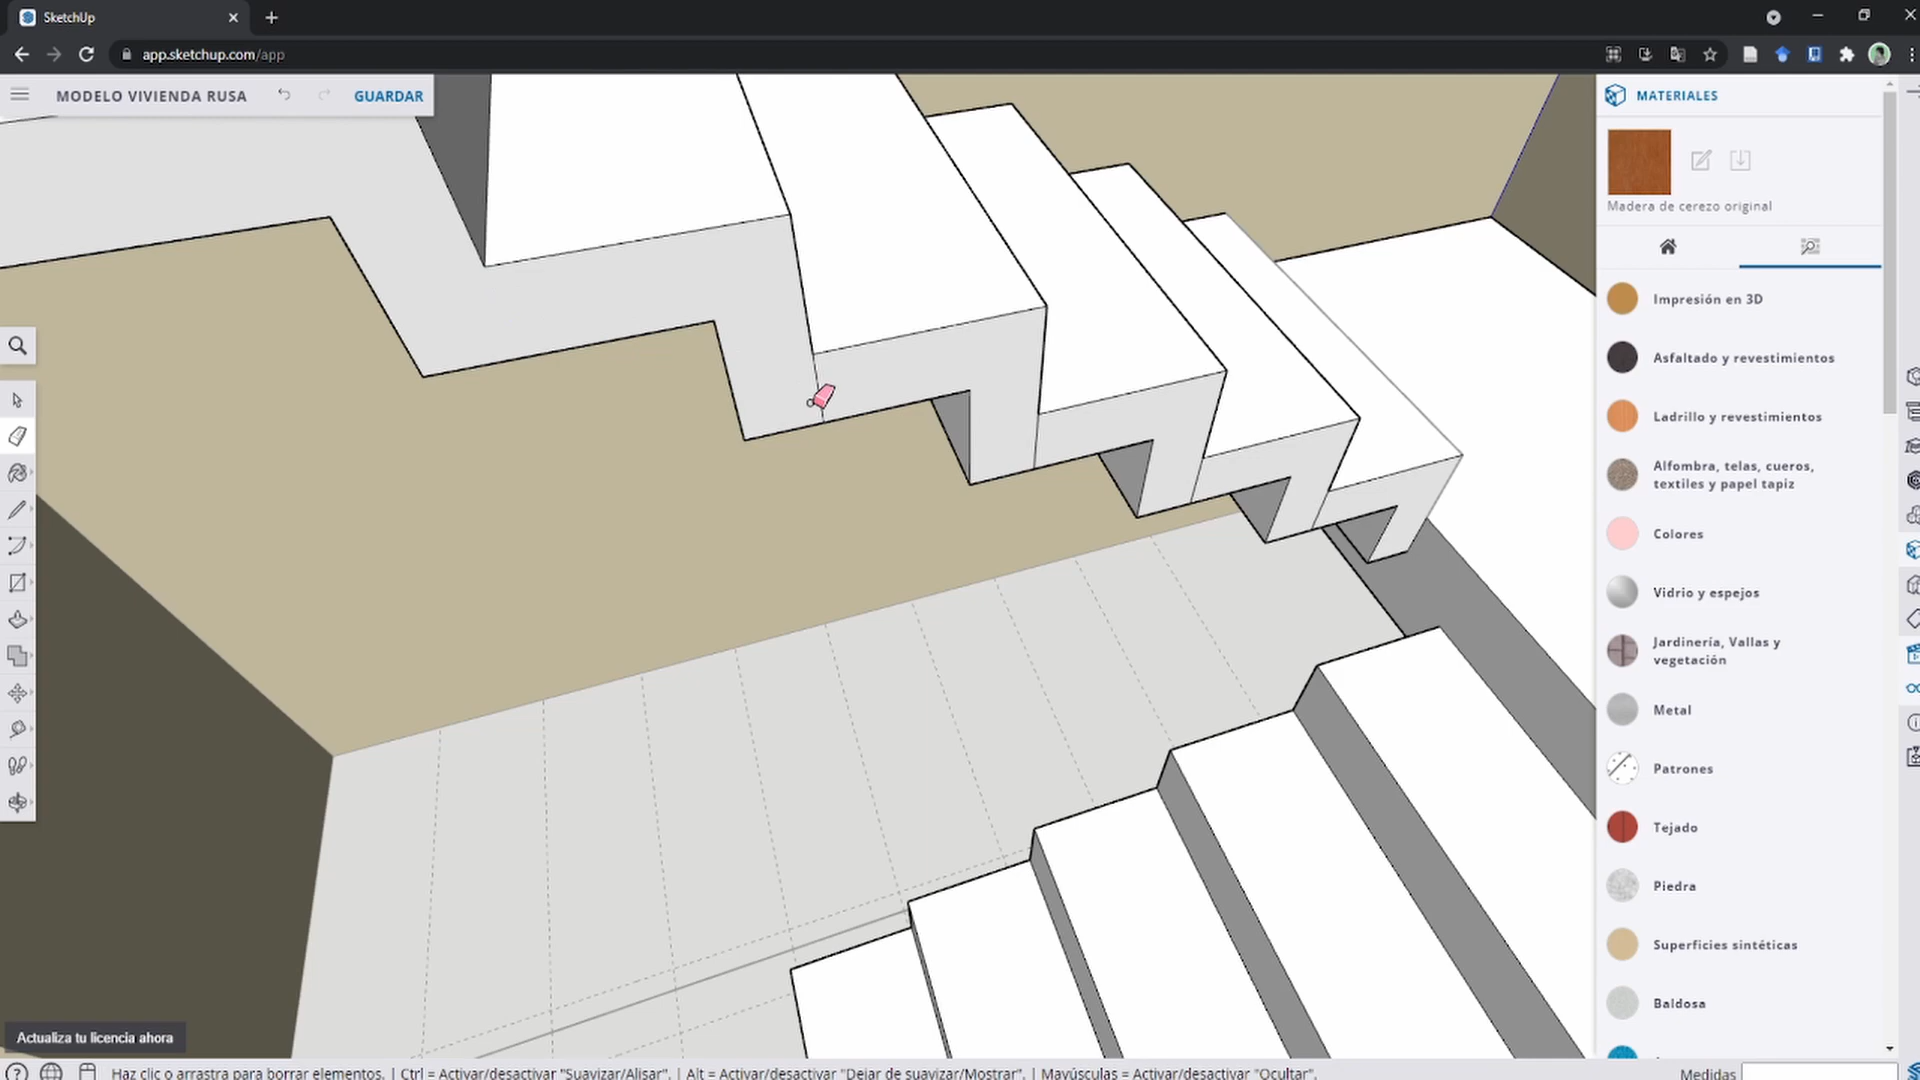 SketchUp
app.sketchup.com/app
MODELO VIVIENDA RUSA
GUARDAR
MATERIALES
Madera de cerezo original
Impresión en 3D
Asfaltado y revestimientos
Ladrillo y revestimientos
Alfombra, telas, cueros,
textiles y papel tapiz
Colores
Vidrio y espejos
Jardinería, Vallas y
vegetación
Metal
Patrones
Tejado
Piedra
Superficies sintéticas
Baldosa
Actualiza tu licencia ahora
Haz clic o arrastra para borrar elementos. | Ctrl = Activar/desactivar "Suavizar/Alisar". | Alt = Activar/desactivar "Dejar de suavizar/Mostrar". | Mayúsculas = Activar/desactivar "Ocultar".
Medidas